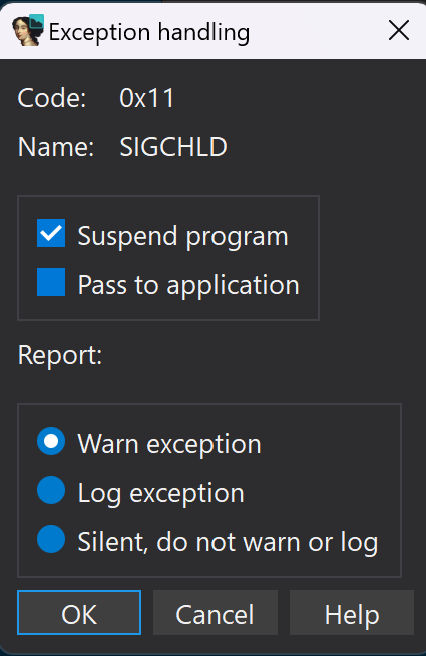 Exception handling
Code: 0x11
Name: SIGCHLD
Suspend program
Pass to application
Report:
Warn exception
Log exception
Silent, do not warn or log
OK Cancel Help